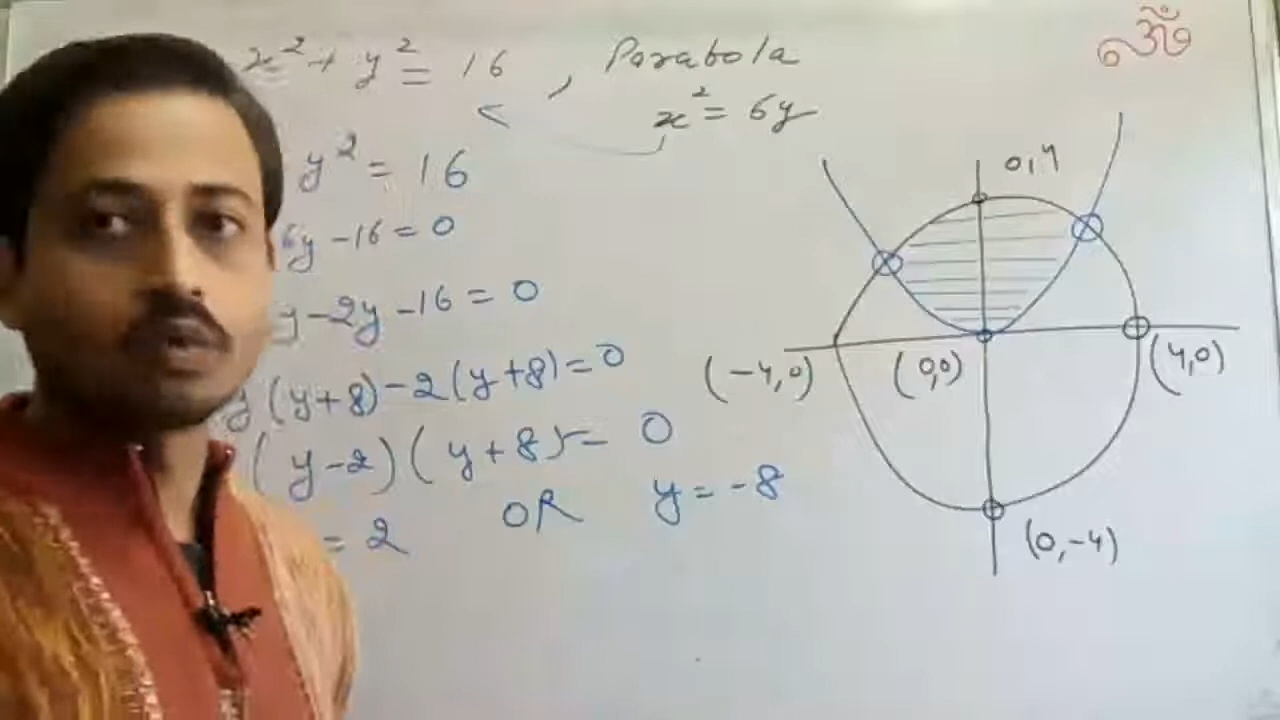 x² + y² = 16 , Parabola
x² = 6y
y² = 16
6y - 16 = 0
y - 2y - 16 = 0
y (y + 8) - 2 (y + 8) = 0
(y - 2) ( y + 8) = 0
= 2 OR y = -8
ॐ
0,4
(-4,0) (0,0) (4,0)
(0,-4)